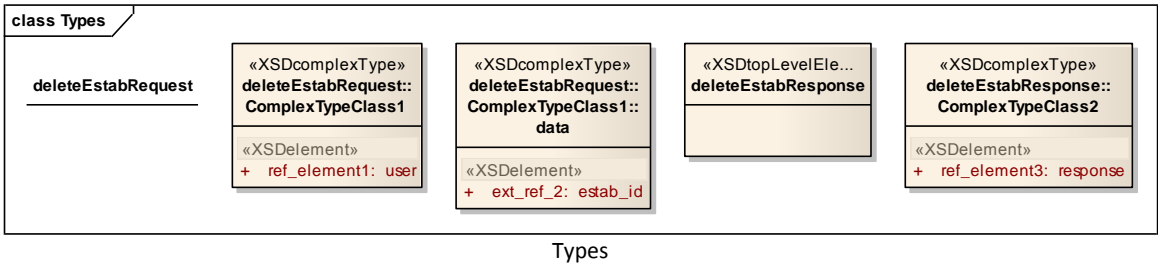 class Types
deleteEstabRequest
«XSDcomplexType»
deleteEstabRequest::
ComplexTypeClass1
«XSDelement»
+ ref_element1: user
«XSDcomplexType»
deleteEstabRequest::
ComplexTypeClass1::
data
«XSDelement»
+ ext_ref_2: estab_id
«XSDtopLevelEle...
deleteEstabResponse
«XSDcomplexType»
deleteEstabResponse::
ComplexTypeClass2
«XSDelement»
+ ref_element3: response
Types